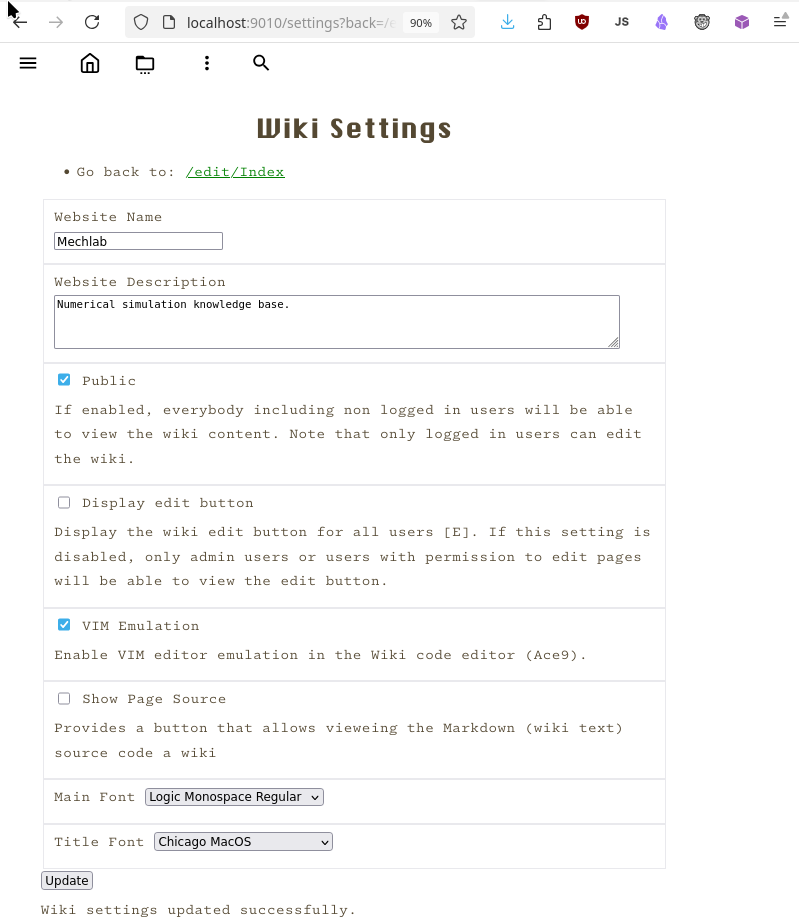 localhost:9010/settings?back=/e
90%
UD
JS
Wiki Settings
• Go back to: /edit/Index
Website Name
Mechlab
Website Description
Numerical simulation knowledge base.
Public
If enabled, everybody including non logged in users will be able
to view the wiki content. Note that only logged in users can edit
the wiki.
Display edit button
Display the wiki edit button for all users [E]. If this setting is
disabled, only admin users or users with permission to edit pages
will be able to view the edit button.
VIM Emulation
Enable VIM editor emulation in the Wiki code editor (Ace9).
Show Page Source
Provides a button that allows vieweing the Markdown (wiki text)
source code a wiki
Main Font Logic Monospace Regular
Title Font Chicago MacOS
Update
Wiki settings updated successfully.